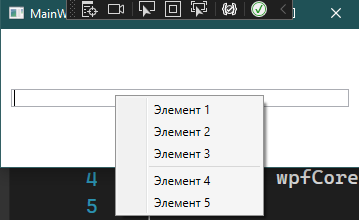 MainW
Элемент 1
Элемент 2
Элемент 3
Элемент 4
Элемент 5
4 wpfCore
5